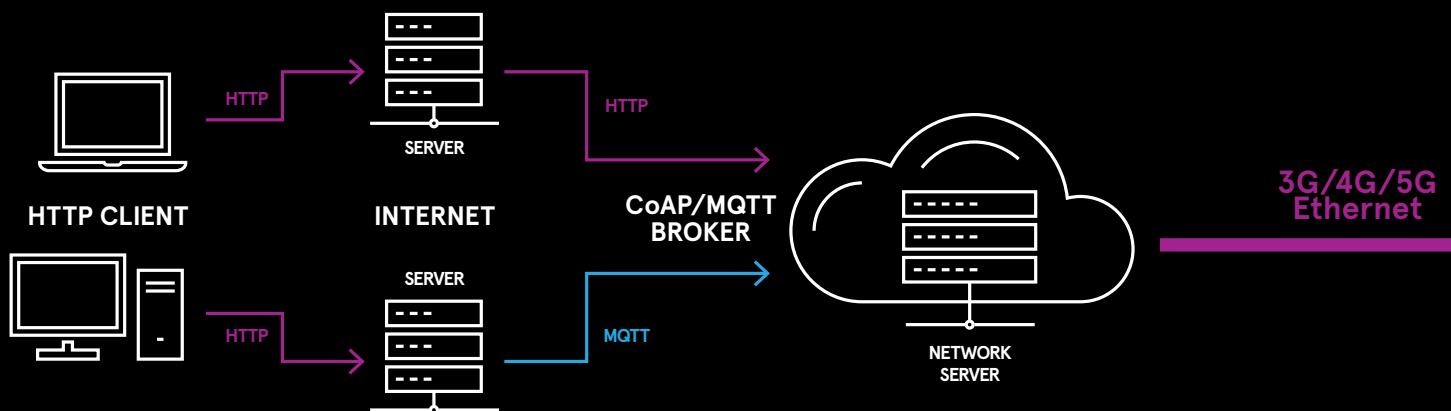 HTTP
SERVER
HTTP
HTTP CLIENT
INTERNET
CoAP/MQTT
BROKER
3G/4G/5G
Ethernet
SERVER
HTTP
MQTT
NETWORK
SERVER